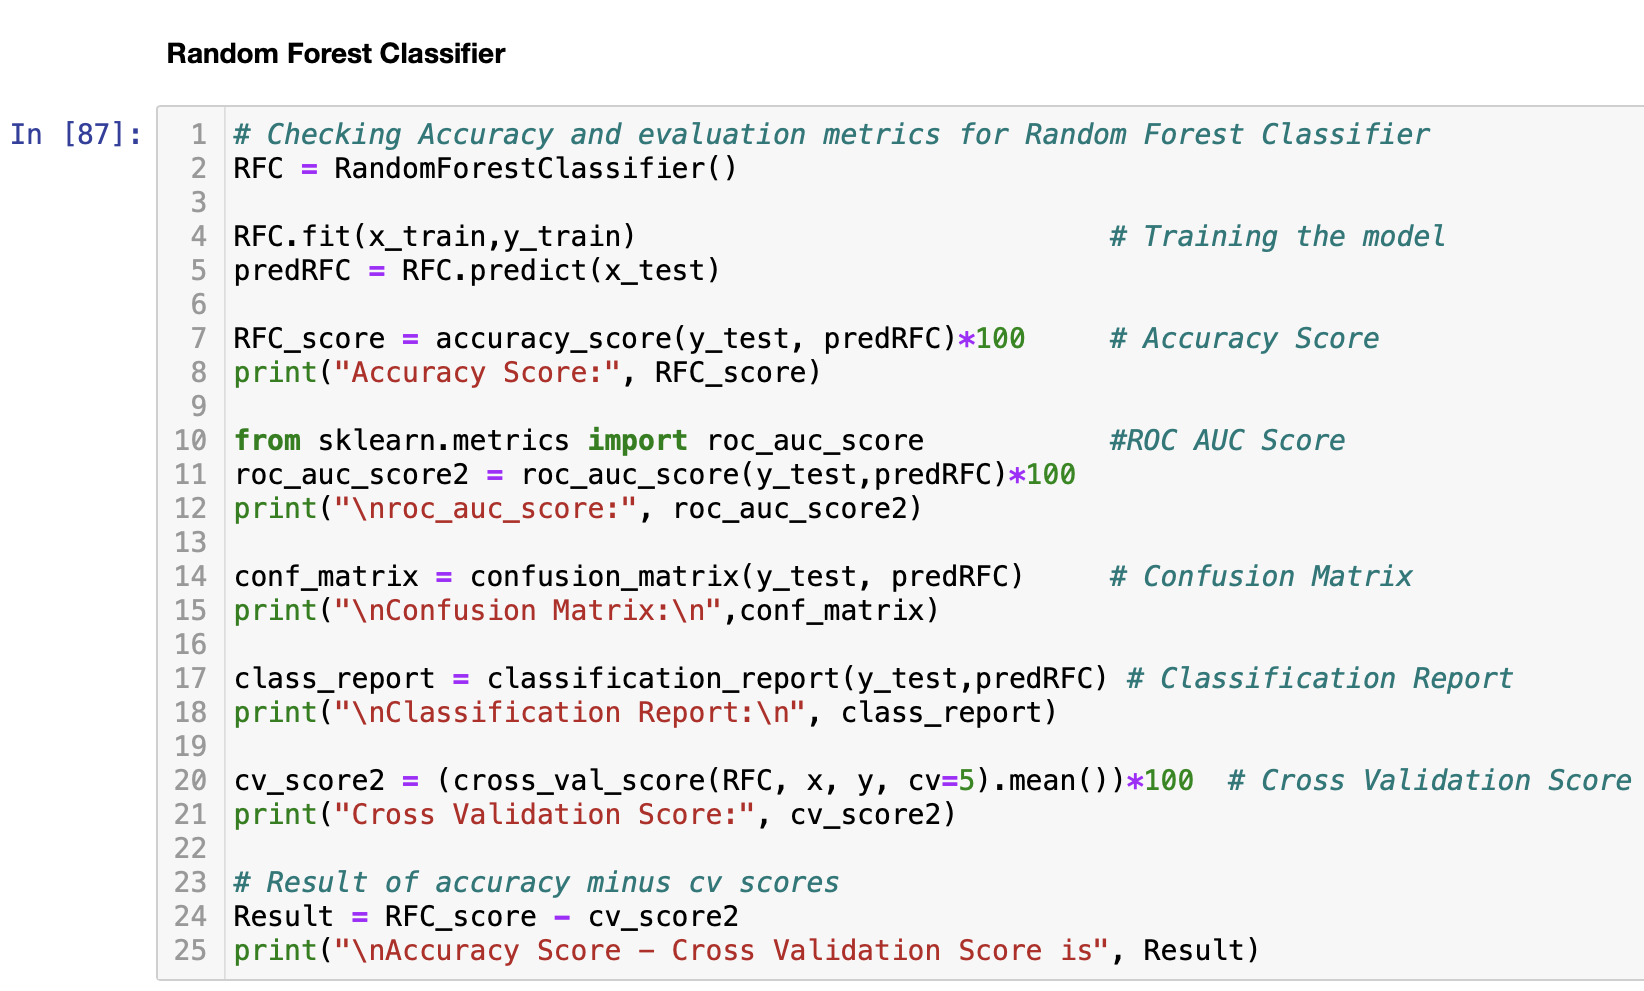 Random Forest Classifier
In [87]:
1 # Checking Accuracy and evaluation metrics for Random Forest Classifier
2 RFC = RandomForestClassifier()
3
4 RFC.fit(x_train,y_train) # Training the model
5 predRFC = RFC.predict(x_test)
6
7 RFC_score = accuracy_score(y_test, predRFC)*100 # Accuracy Score
8 print("Accuracy Score:", RFC_score)
9
10 from sklearn.metrics import roc_auc_score #ROC AUC Score
11 roc_auc_score2 = roc_auc_score(y_test,predRFC)*100
12 print("\nroc_auc_score:", roc_auc_score2)
13
14 conf_matrix = confusion_matrix(y_test, predRFC) # Confusion Matrix
15 print("\nConfusion Matrix:\n",conf_matrix)
16
17 class_report = classification_report(y_test,predRFC) # Classification Report
18 print("\nClassification Report:\n", class_report)
19
20 cv_score2 = (cross_val_score(RFC, x, y, cv=5).mean())*100 # Cross Validation Score
21 print("Cross Validation Score:", cv_score2)
22
23 # Result of accuracy minus cv scores
24 Result = RFC_score - cv_score2
25 print("\nAccuracy Score - Cross Validation Score is", Result)